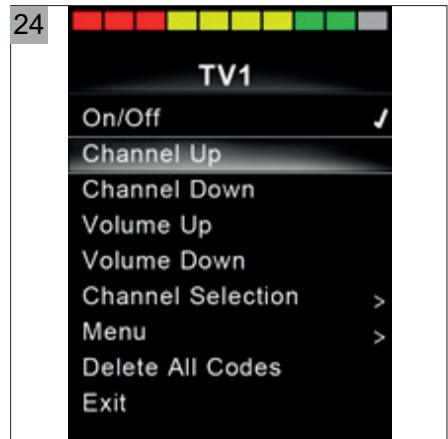 24
TV1
On/Off ✓
Channel Up
Channel Down
Volume Up
Volume Down
Channel Selection >
Menu >
Delete All Codes
Exit